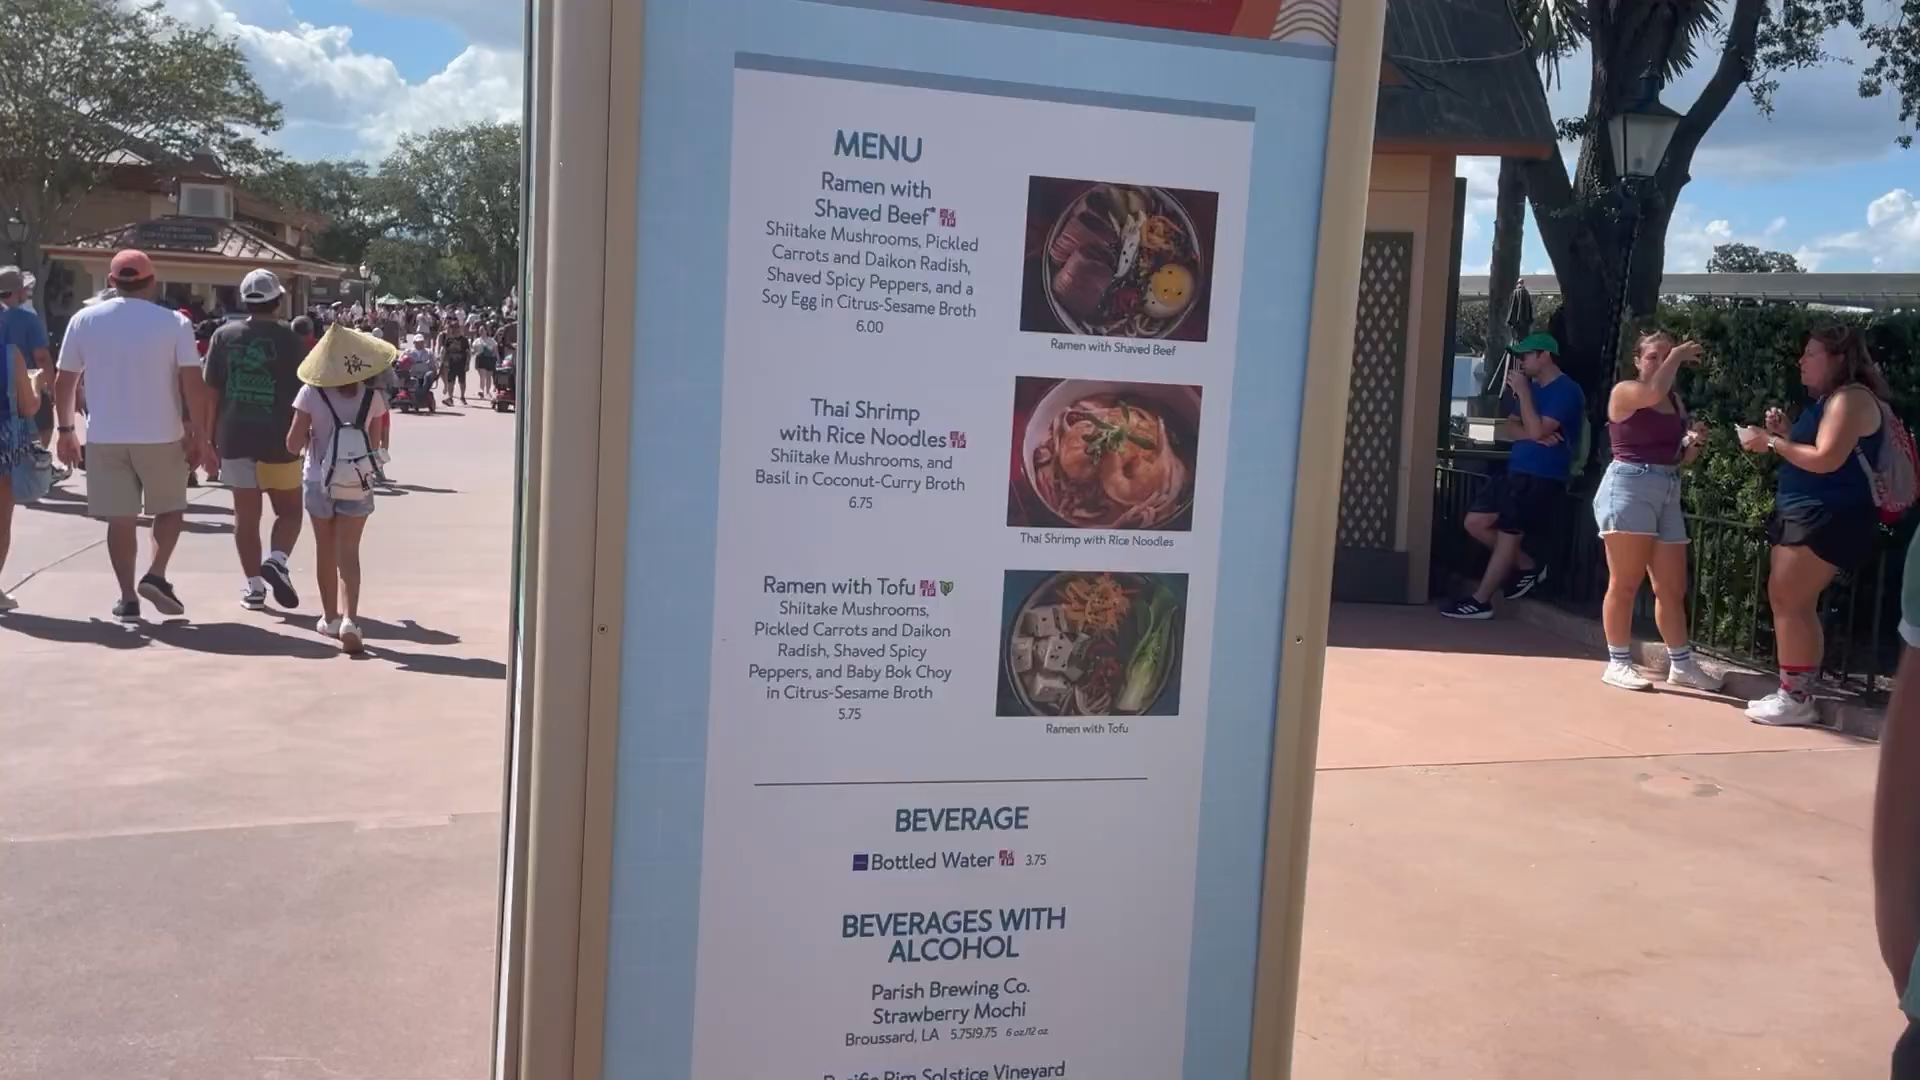 MENU
Ramen with
Shaved Beef*
Shiitake Mushrooms, Pickled
Carrots and Daikon Radish,
Shaved Spicy Peppers, and a
Soy Egg in Citrus-Sesame Broth
6.00
Ramen with Shaved Beef
Thai Shrimp
with Rice Noodles
Shiitake Mushrooms, and
Basil in Coconut-Curry Broth
6.75
Thai Shrimp with Rice Noodles
Ramen with Tofu
Shiitake Mushrooms,
Pickled Carrots and Daikon
Radish, Shaved Spicy
Peppers, and Baby Bok Choy
in Citrus-Sesame Broth
5.75
Ramen with Tofu
BEVERAGE
Bottled Water 3.75
BEVERAGES WITH
ALCOHOL
Parish Brewing Co.
Strawberry Mochi
Broussard, LA 5.75/9.75 6 oz/12 oz
Pacific Rim Solstice Vineyard